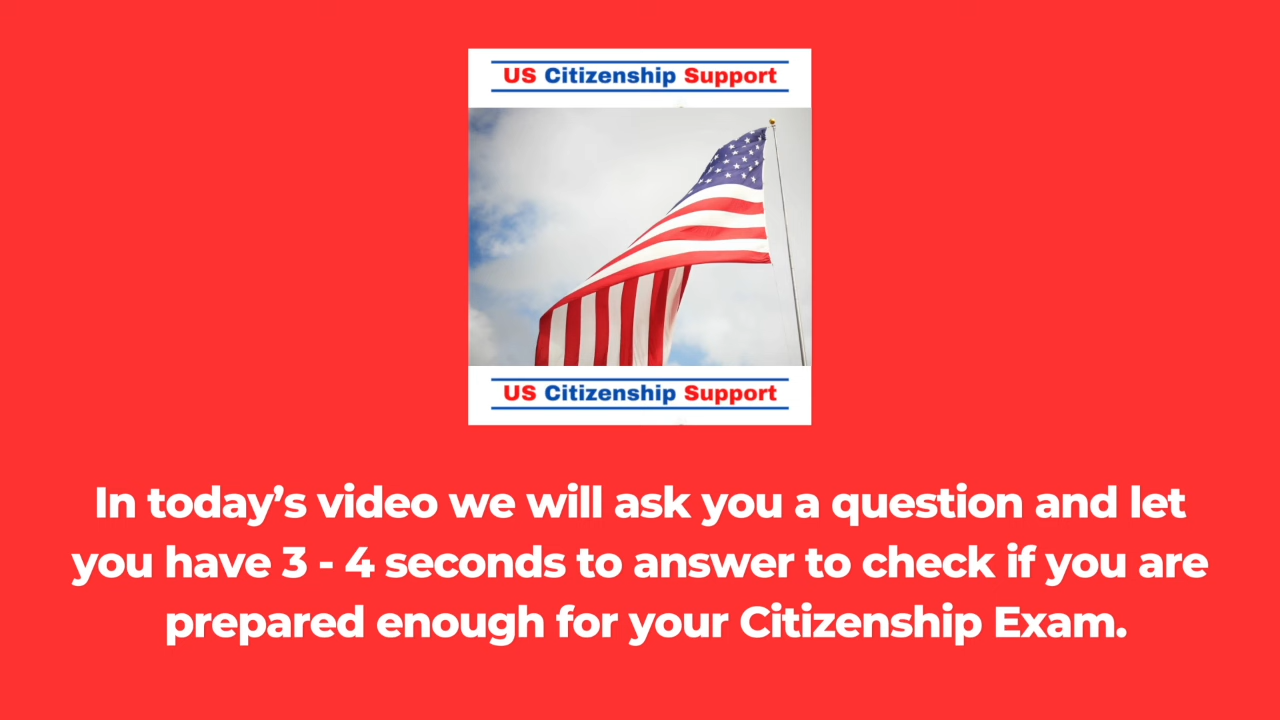 US Citizenship Support
US Citizenship Support
In today’s video we will ask you a question and let
you have 3 - 4 seconds to answer to check if you are
prepared enough for your Citizenship Exam.